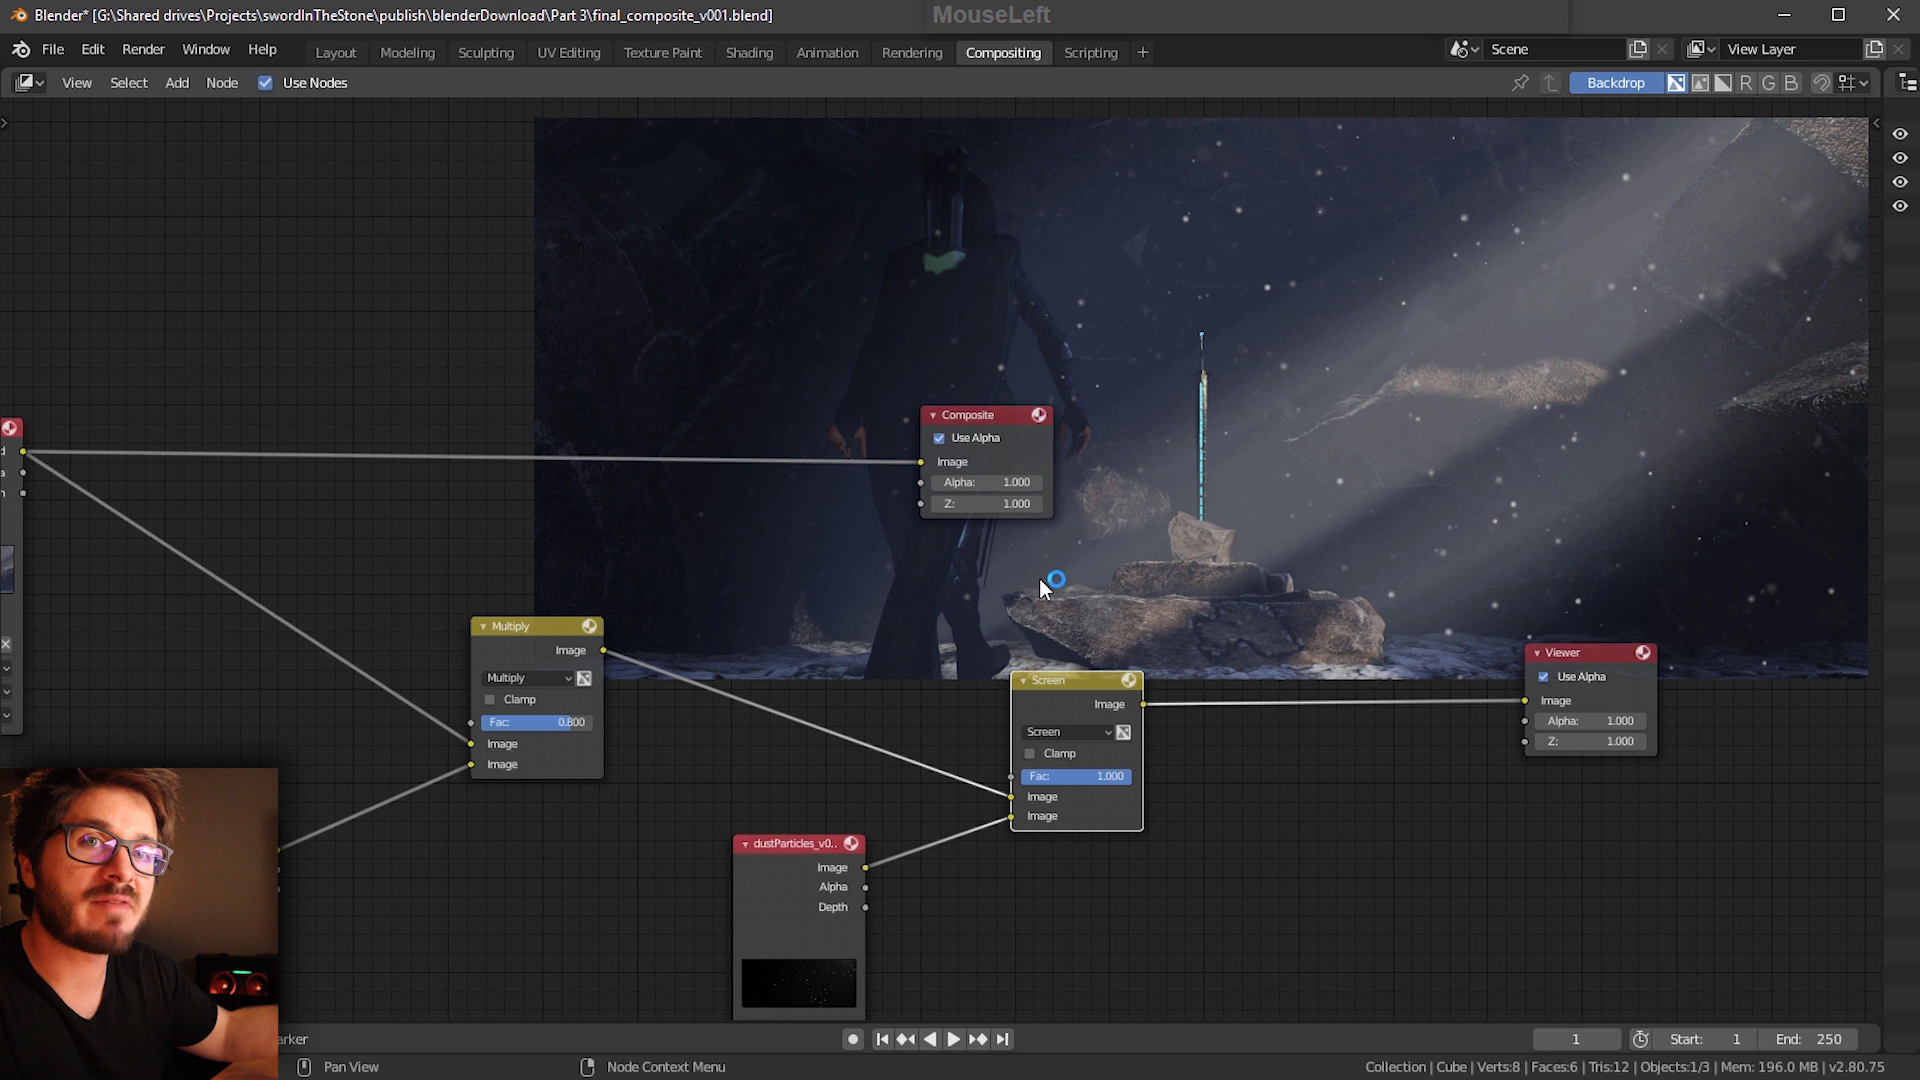 Blender* [G:\Shared drives\Projects\swordInTheStone\publish\blenderDownload\Part 3\final_composite_v001.blend]
MouseLeft
File Edit Render Window Help
Layout Modeling Sculpting UV Editing Texture Paint Shading Animation Rendering Compositing Scripting +
Scene
View Layer
View Select Add Node Use Nodes
Backdrop R G B
Composite
Use Alpha
Image
Alpha: 1.000
Z: 1.000
d
a
n
Multiply
Image
Multiply
Clamp
Fac: 0.800
Image
Image
Screen
Image
Screen
Clamp
Fac: 1.000
Image
Image
Viewer
Use Alpha
Image
Alpha: 1.000
Z: 1.000
dustParticles_v0..
Image
Alpha
Depth
arker
1
Start: 1
End: 250
Pan View
Node Context Menu
Collection | Cube | Verts:8 | Faces:6 | Tris:12 | Objects:1/3 | Mem: 196.0 MB | v2.80.75